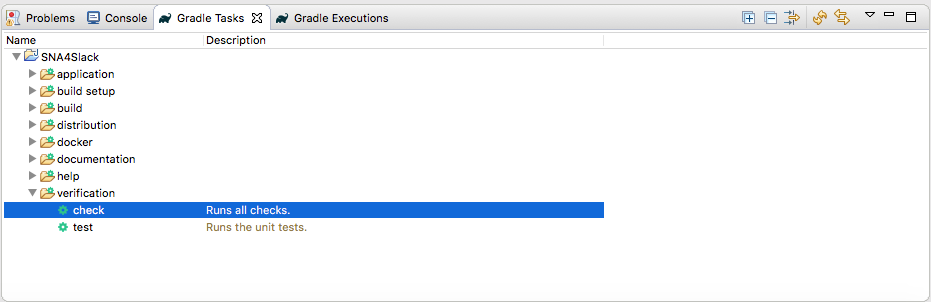 Problems Console Gradle Tasks Gradle Executions
Name Description
SNA4Slack
application
build setup
build
distribution
docker
documentation
help
verification
check Runs all checks.
test Runs the unit tests.